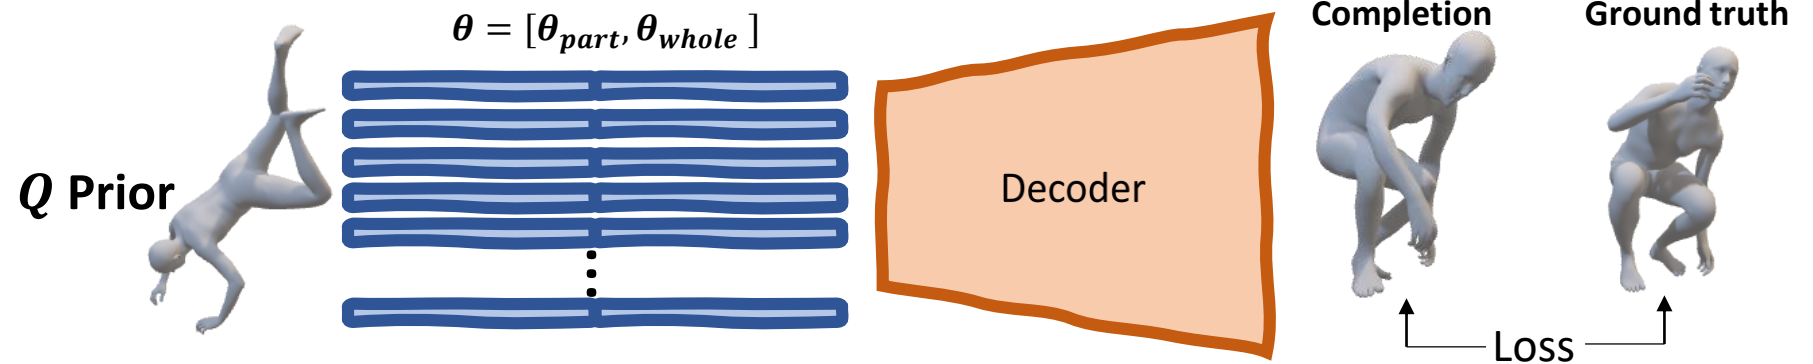 θ = [θ_part, θ_whole ]
Completion
Ground truth
Q Prior
Decoder
Loss